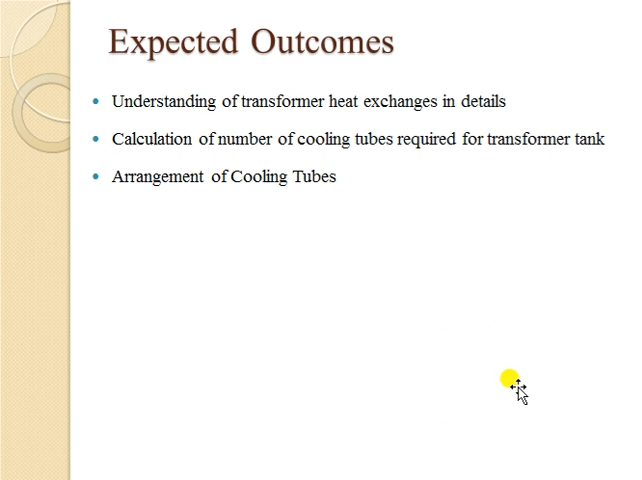 Expected Outcomes
Understanding of transformer heat exchanges in details
Calculation of number of cooling tubes required for transformer tank
Arrangement of Cooling Tubes